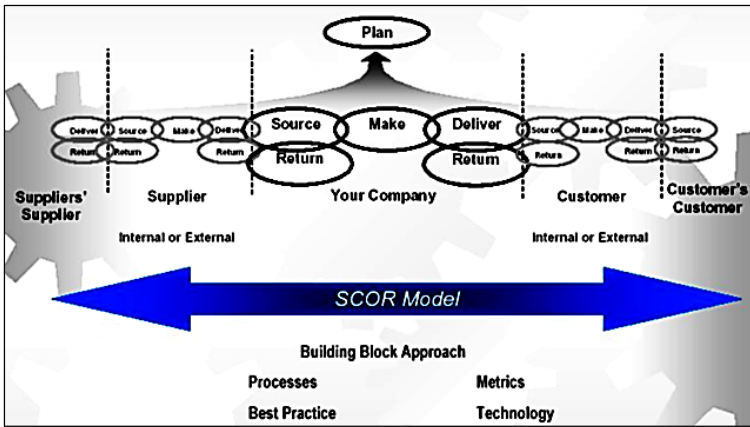 Plan
Deliver Source Make Deliver Source Make Deliver Source Make Deliver Source
Return Return Return Return Return Return Return Return
Suppliers' Supplier Supplier Your Company Customer Customer's Customer
Internal or External Internal or External
SCOR Model
Building Block Approach
Processes Metrics
Best Practice Technology